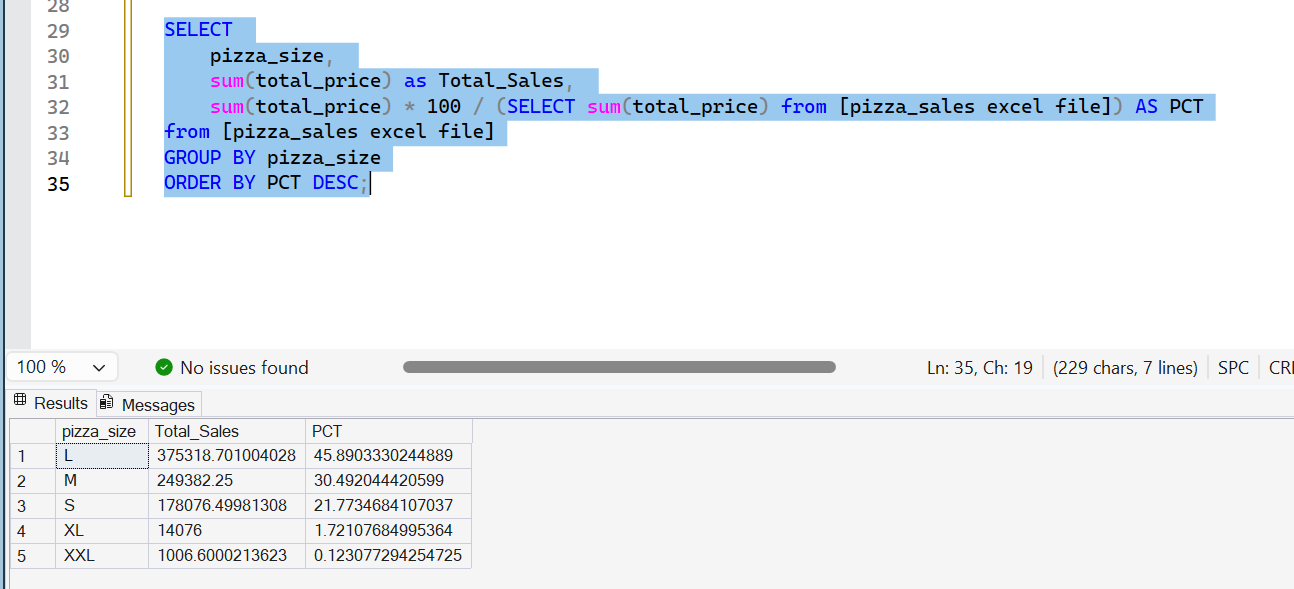 28
29 SELECT
30 pizza_size,
31 sum(total_price) as Total_Sales,
32 sum(total_price) * 100 / (SELECT sum(total_price) from [pizza_sales excel file]) AS PCT
33 from [pizza_sales excel file]
34 GROUP BY pizza_size
35 ORDER BY PCT DESC;
100 % No issues found Ln: 35, Ch: 19 (229 chars, 7 lines) SPC
Results Messages
pizza_size Total_Sales PCT
1 L 375318.701004028 45.8903330244889
2 M 249382.25 30.492044420599
3 S 178076.49981308 21.7734684107037
4 XL 14076 1.72107684995364
5 XXL 1006.6000213623 0.123077294254725